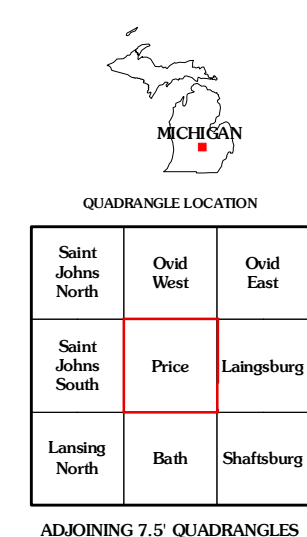 MICHIGAN
QUADRANGLE LOCATION
Saint
Johns
North
Ovid
West
Ovid
East
Saint
Johns
South
Price
Laingsburg
Lansing
North
Bath
Shaftsburg
ADJOINING 7.5' QUADRANGLES